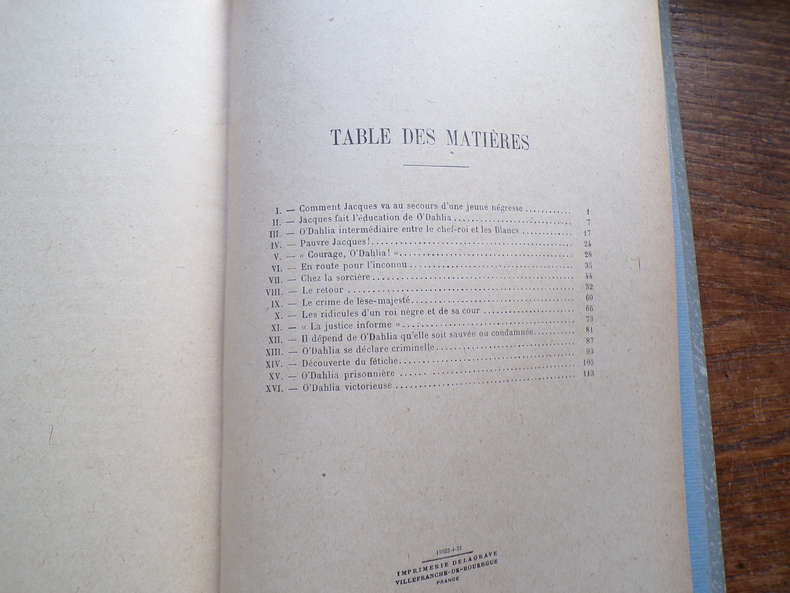 TABLE DES MATIÈRES
I. — Comment Jacques va au secours d'une jeune négresse ............ 1
II. — Jacques fait l'éducation de O'Dahlia ............ 7
III. — O'Dahlia intermédiaire entre le chef-roi et les Blancs ............ 17
IV. — Pauvre Jacques! ............ 24
V. — « Courage, O'Dahlia! » ............ 28
VI. — En route pour l'inconnu ............ 35
VII. — Chez la sorcière ............ 44
VIII. — Le retour ............ 52
IX. — Le crime de lèse-majesté ............ 60
X. — Les ridicules d'un roi nègre et de sa cour ............ 66
XI. — « La justice informe » ............ 73
XII. — Il dépend de O'Dahlia qu'elle soit sauvée ou condamnée ............ 81
XIII. — O'Dahlia se déclare criminelle ............ 87
XIV. — Découverte du fétiche ............ 93
XV. — O'Dahlia prisonnière ............ 105
XVI. — O'Dahlia victorieuse ............ 113
IMPRIMERIE DELAGRAVE
VILLEFRANCHE-DE-ROUERGUE
FRANCE